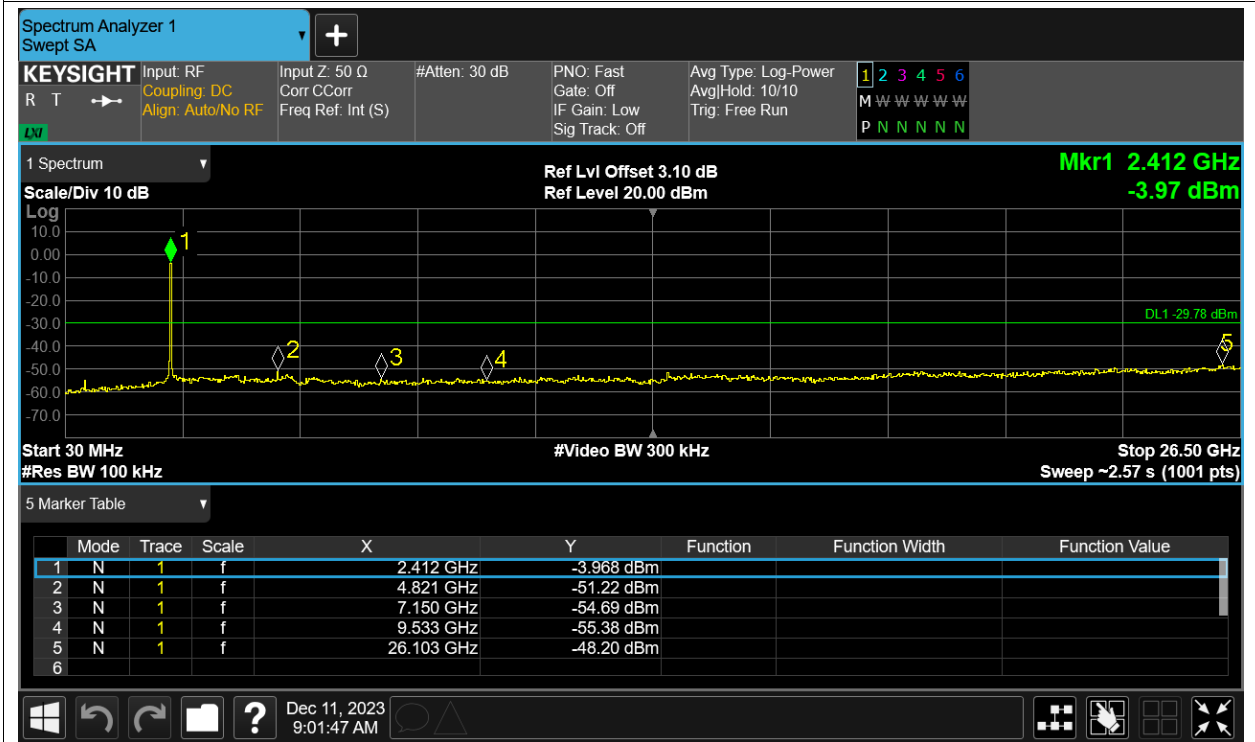 Spectrum Analyzer 1
Swept SA
+
KEYSIGHT
R T
LXI
Input: RF
Coupling: DC
Align: Auto/No RF
Input Z: 50 Ω
Corr CCorr
Freq Ref: Int (S)
#Atten: 30 dB
PNO: Fast
Gate: Off
IF Gain: Low
Sig Track: Off
Avg Type: Log-Power
Avg|Hold: 10/10
Trig: Free Run
1 2 3 4 5 6
M W W W W W
P N N N N N
1 Spectrum
Scale/Div 10 dB
Ref Lvl Offset 3.10 dB
Ref Level 20.00 dBm
Mkr1 2.412 GHz
-3.97 dBm
Log
10.0
0.00
-10.0
-20.0
-30.0
-40.0
-50.0
-60.0
-70.0
1
2
3
4
5
DL1 -29.78 dBm
Start 30 MHz
#Res BW 100 kHz
#Video BW 300 kHz
Stop 26.50 GHz
Sweep ~2.57 s (1001 pts)
5 Marker Table
Mode Trace Scale X Y Function Function Width Function Value
1 N 1 f 2.412 GHz -3.968 dBm
2 N 1 f 4.821 GHz -51.22 dBm
3 N 1 f 7.150 GHz -54.69 dBm
4 N 1 f 9.533 GHz -55.38 dBm
5 N 1 f 26.103 GHz -48.20 dBm
6
?
Dec 11, 2023
9:01:47 AM